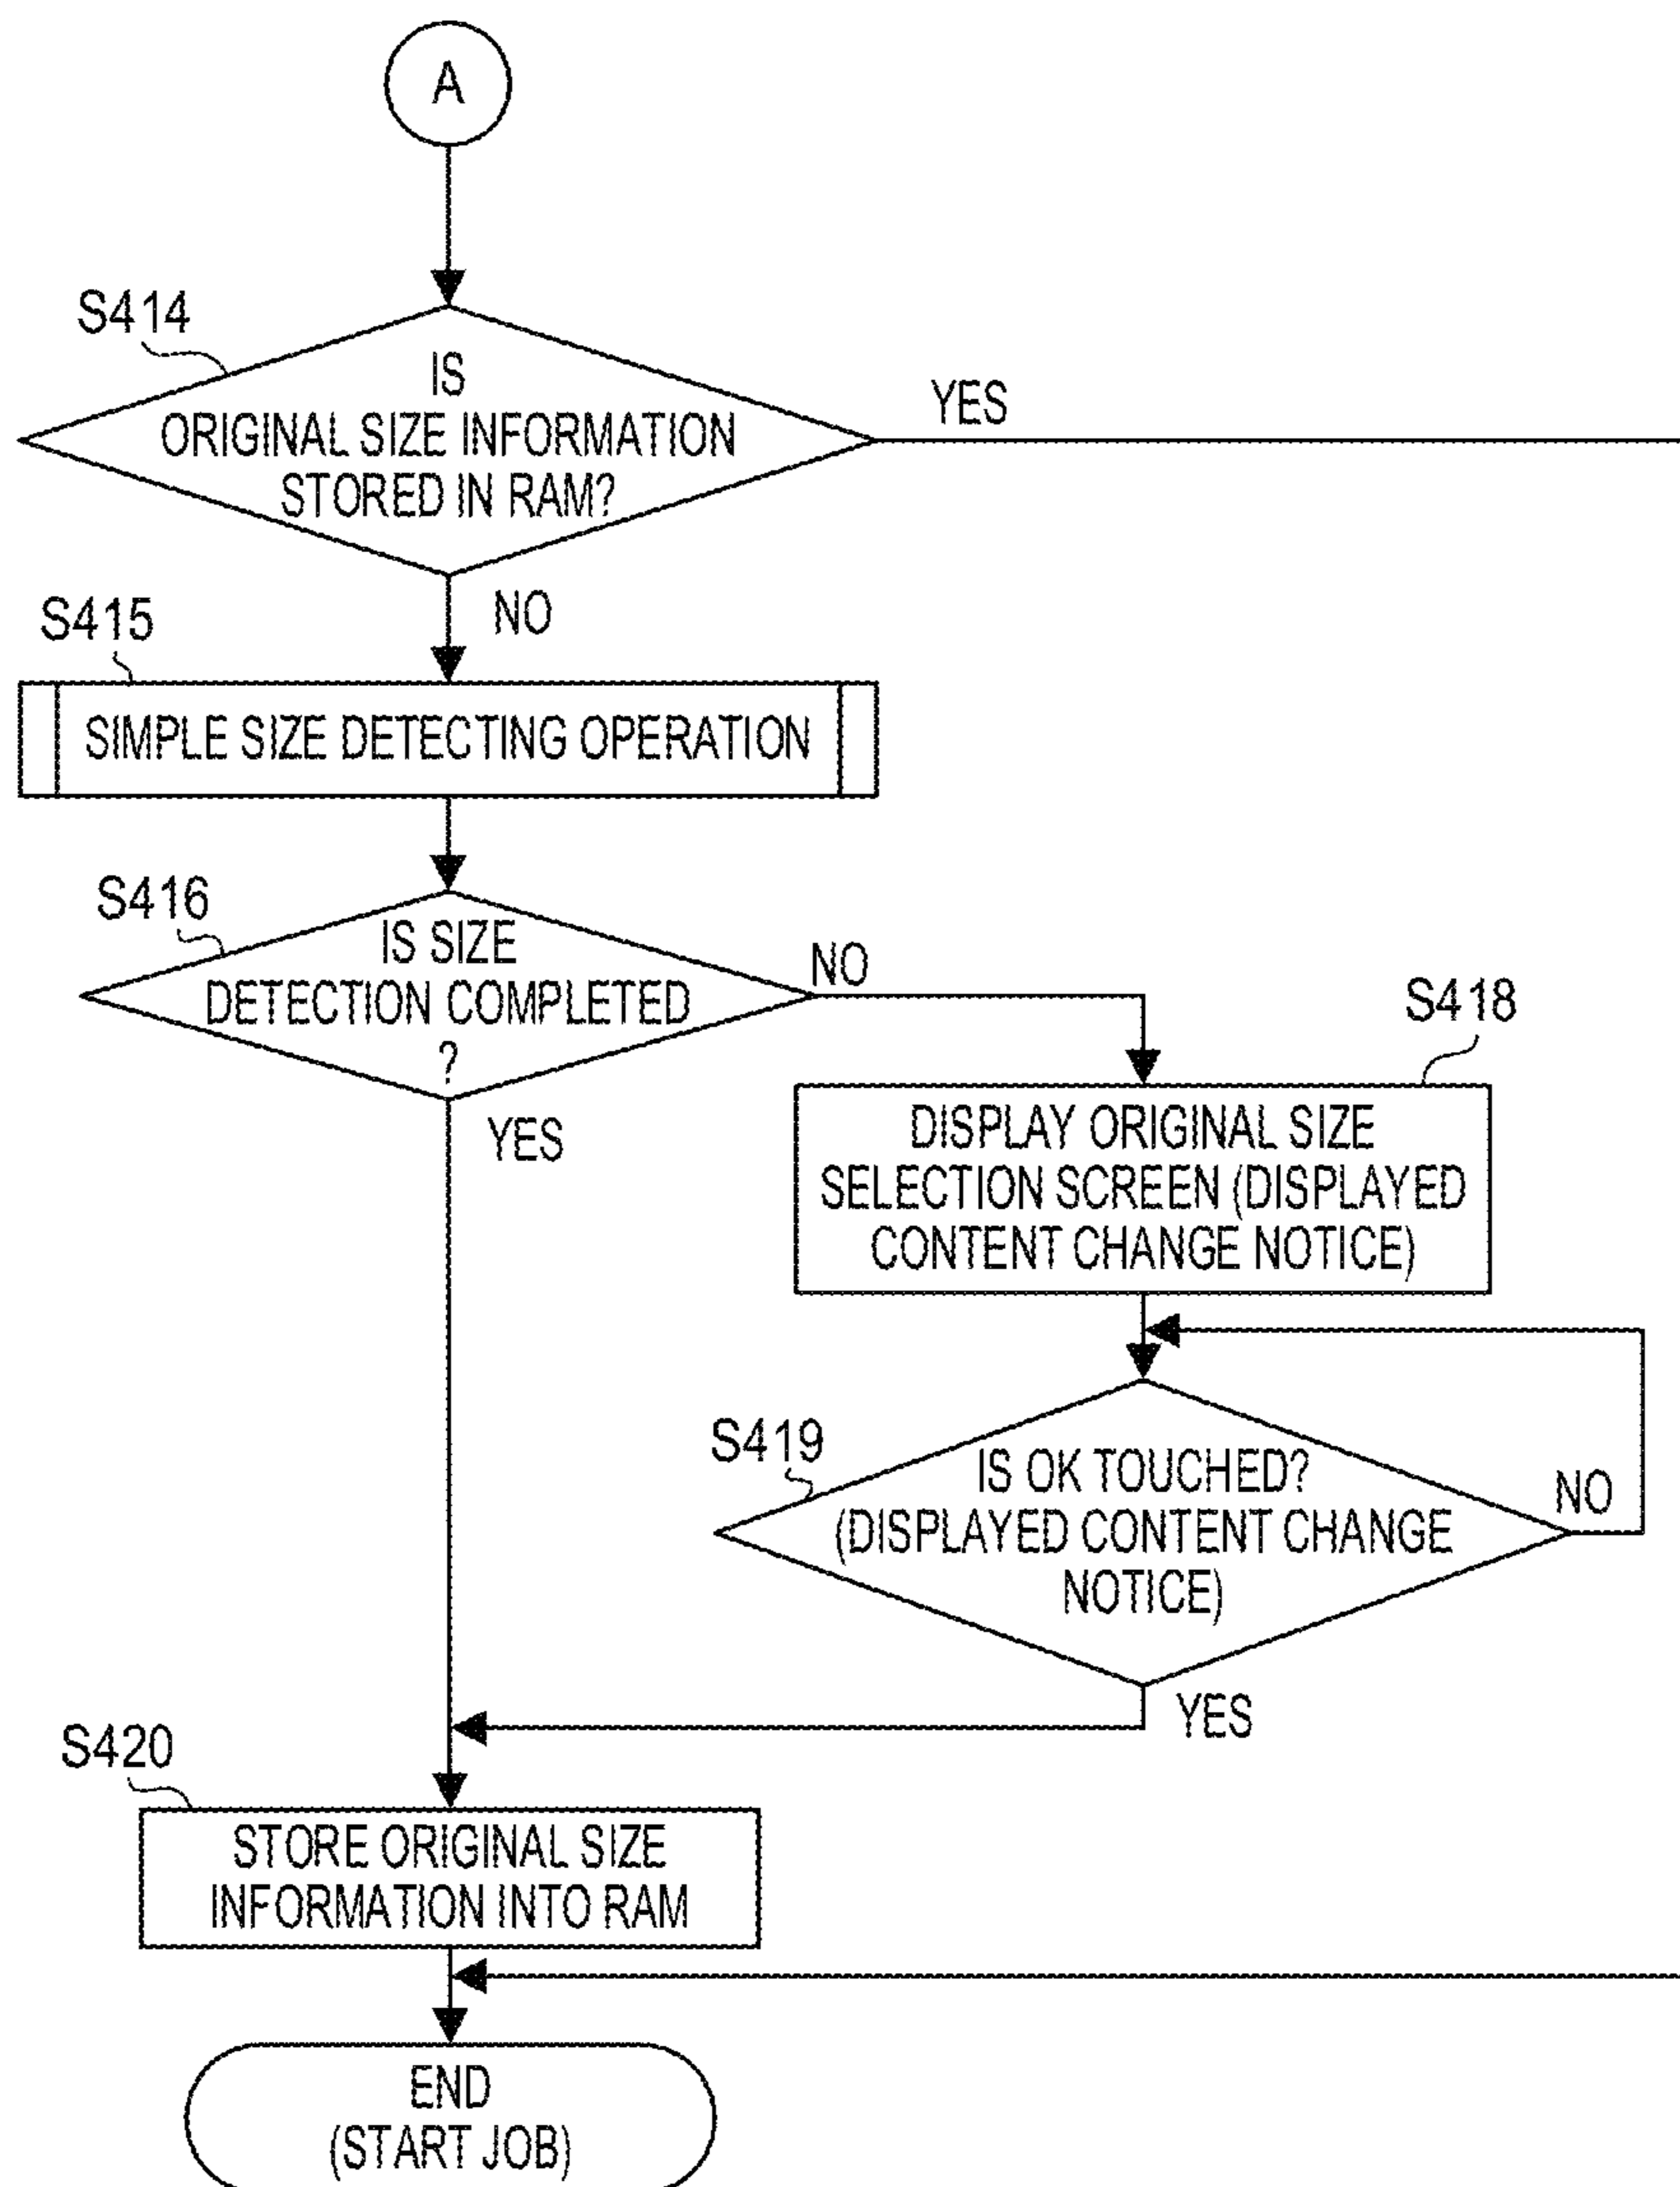 A
S414
IS
ORIGINAL SIZE INFORMATION
STORED IN RAM?
YES
NO
S415
SIMPLE SIZE DETECTING OPERATION
S416
IS SIZE
DETECTION COMPLETED
?
NO
YES
S418
DISPLAY ORIGINAL SIZE
SELECTION SCREEN (DISPLAYED
CONTENT CHANGE NOTICE)
S419
IS OK TOUCHED?
(DISPLAYED CONTENT CHANGE
NOTICE)
NO
YES
S420
STORE ORIGINAL SIZE
INFORMATION INTO RAM
END
(START JOB)